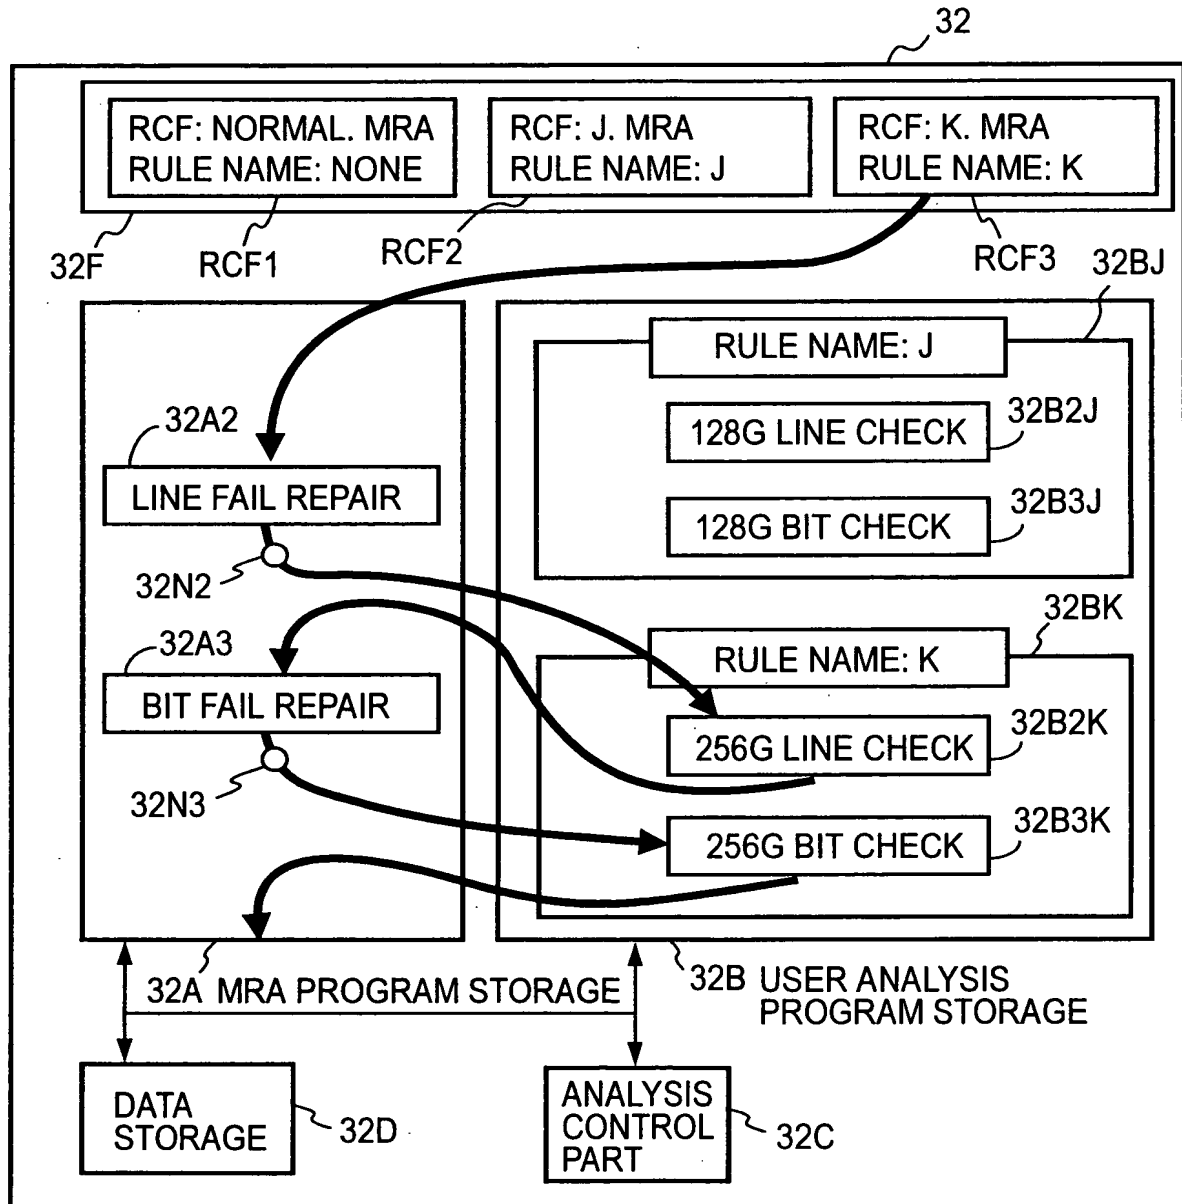 32
RCF: NORMAL. MRA
RULE NAME: NONE
RCF: J. MRA
RULE NAME: J
RCF: K. MRA
RULE NAME: K
32F
RCF1
RCF2
RCF3
32BJ
RULE NAME: J
32A2
128G LINE CHECK
32B2J
LINE FAIL REPAIR
128G BIT CHECK
32B3J
32N2
32A3
32BK
RULE NAME: K
BIT FAIL REPAIR
256G LINE CHECK
32B2K
32N3
256G BIT CHECK
32B3K
32A MRA PROGRAM STORAGE
32B USER ANALYSIS
PROGRAM STORAGE
DATA
STORAGE
32D
ANALYSIS
CONTROL
PART
32C